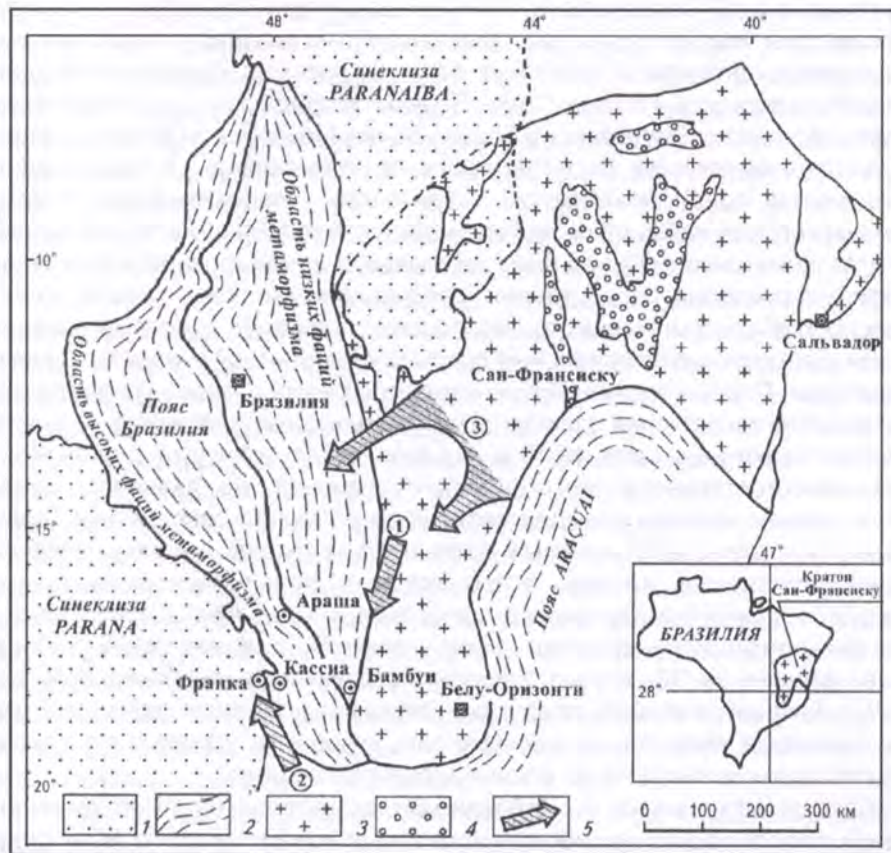 48°
44°
40°
Синеклиза
PARANAIBA
Область низких фаций
метаморфизма
10°
Сальвадор
Сан-Франсиску
Область высоких фаций метаморфизма
Пояс
Бразилия
Бразилиа
3
1
15°
Пояс ARAÇUAI
47°
Кратон
Сан-Франсиску
БРАЗИЛИЯ
28°
Синеклиза
PARANA
Араша
Франка
Кассиа
Бамбуи
Белу-Оризонти
2
20°
1
2
3
4
5
0 100 200 300 км